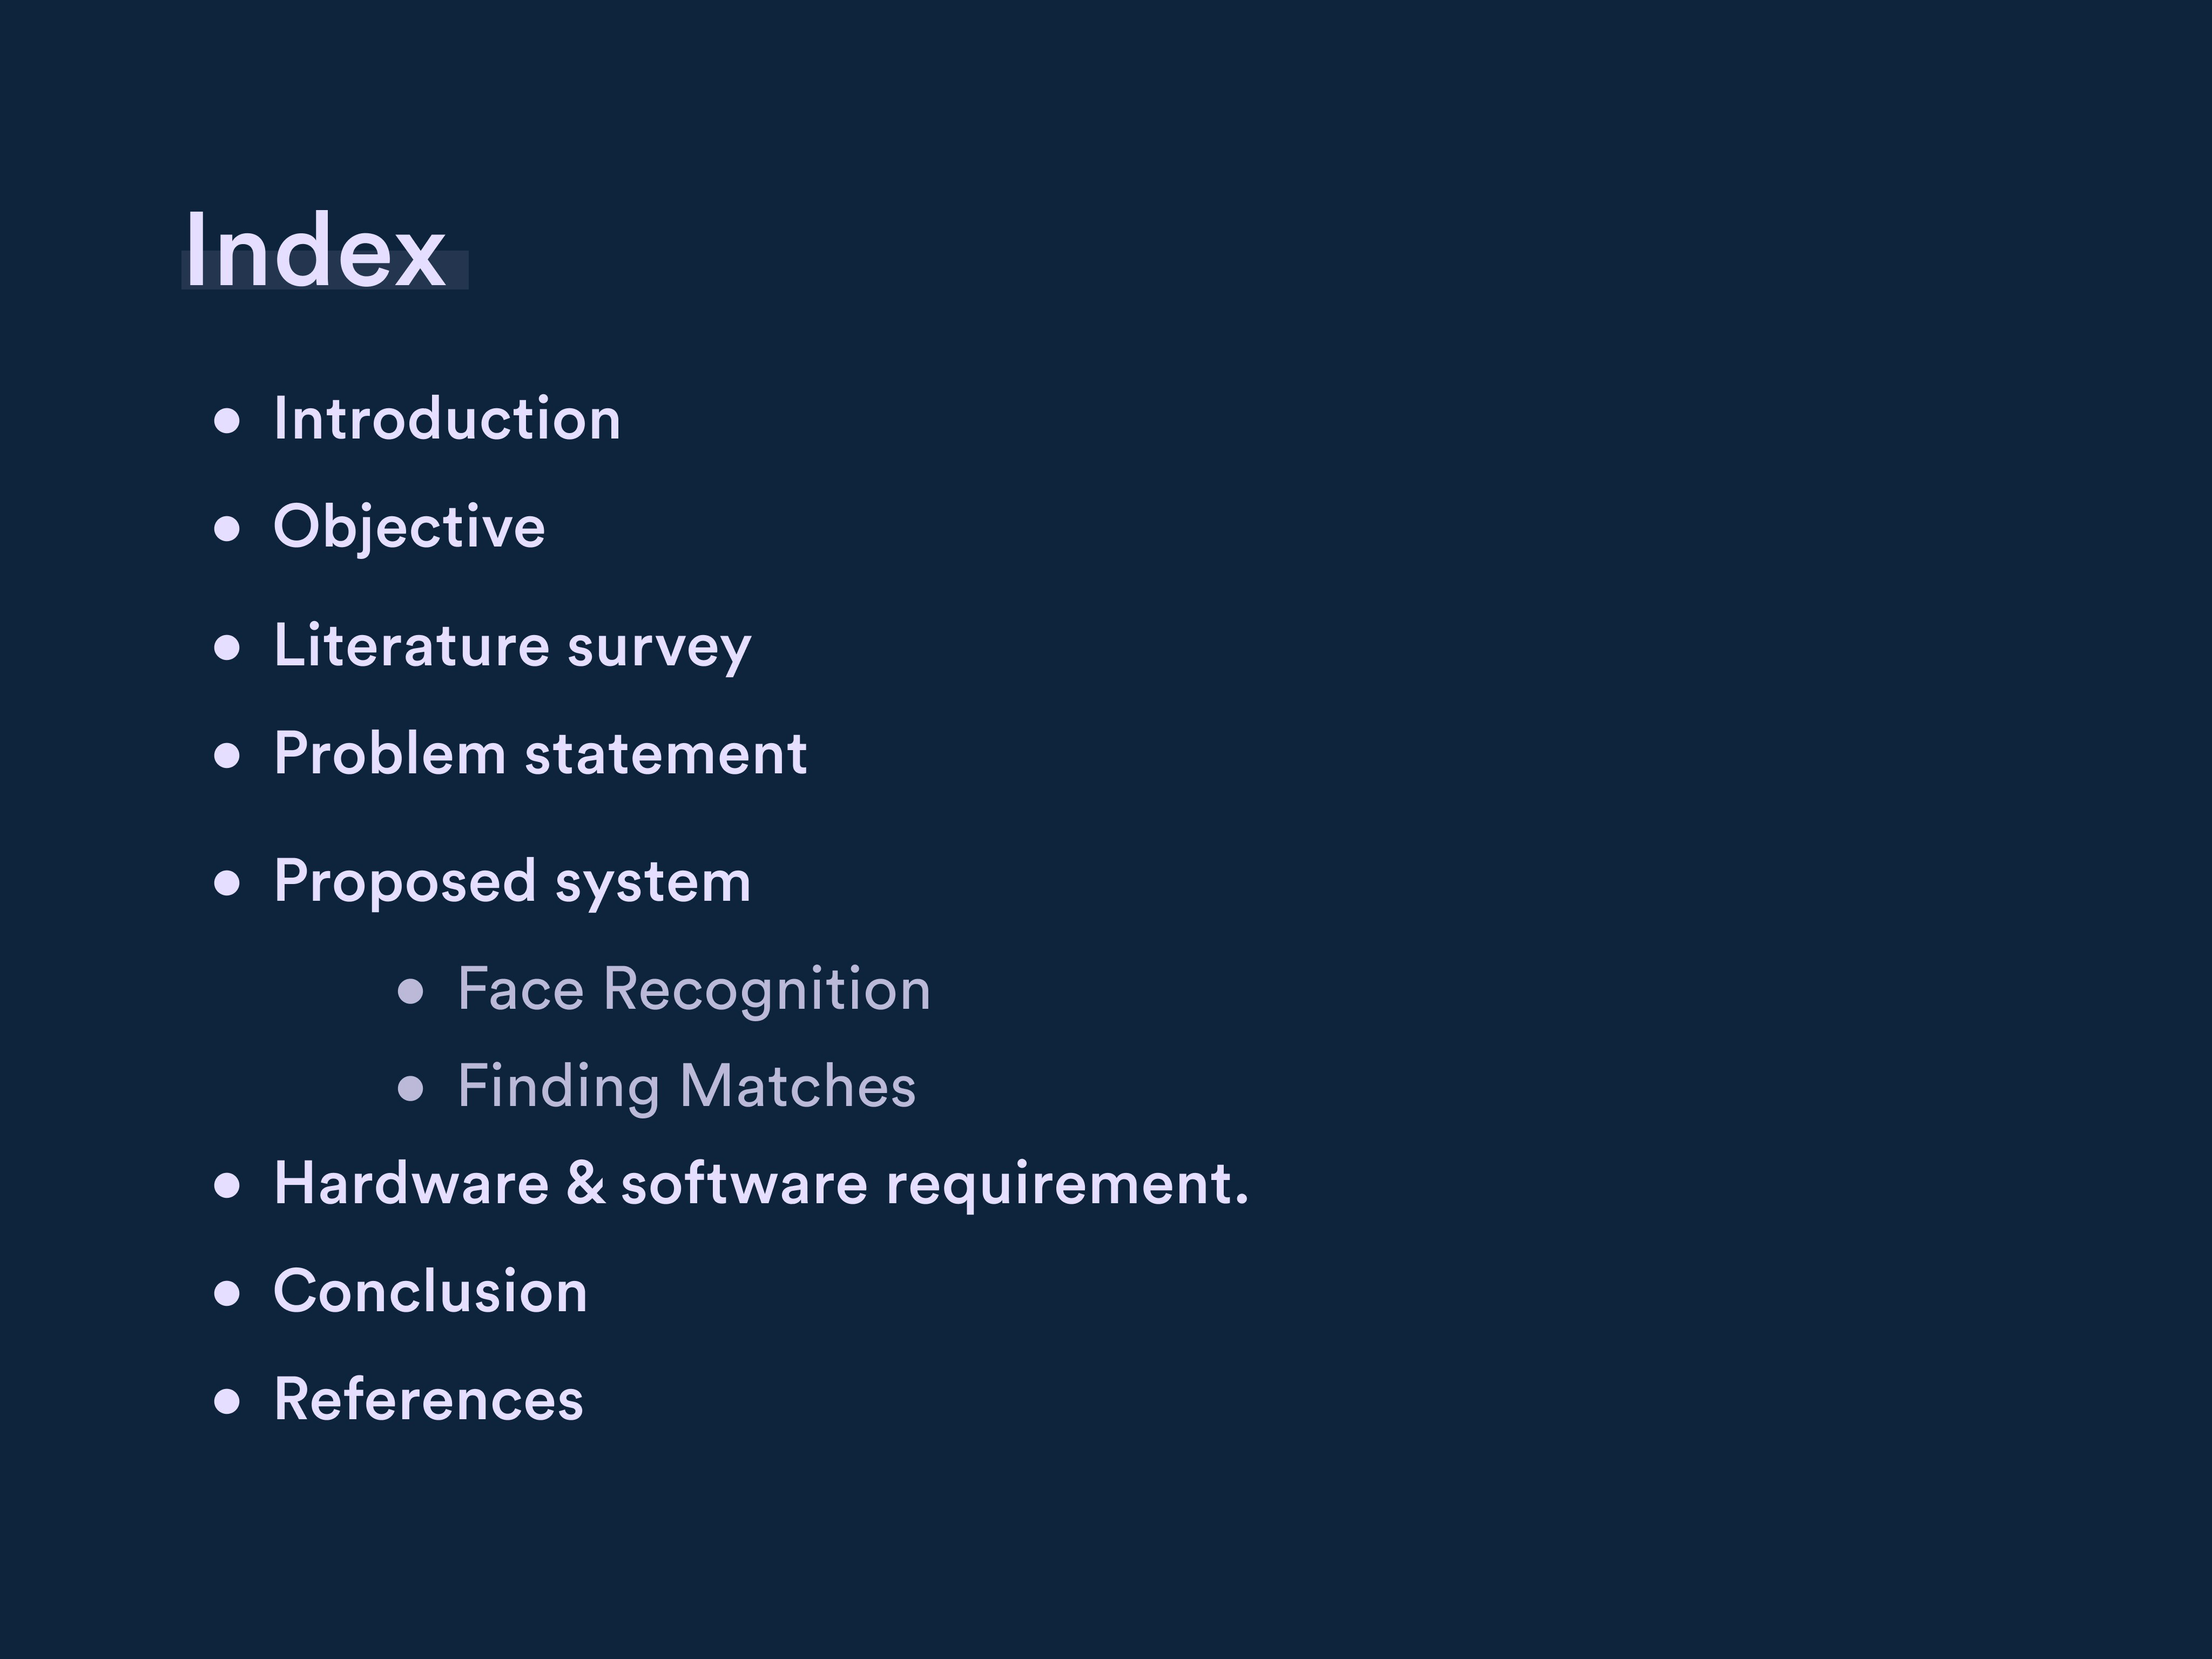 Index
● Introduction
● Objective
● Literature survey
● Problem statement
● Proposed system
● Face Recognition
● Finding Matches
● Hardware & software requirement.
● Conclusion
● References